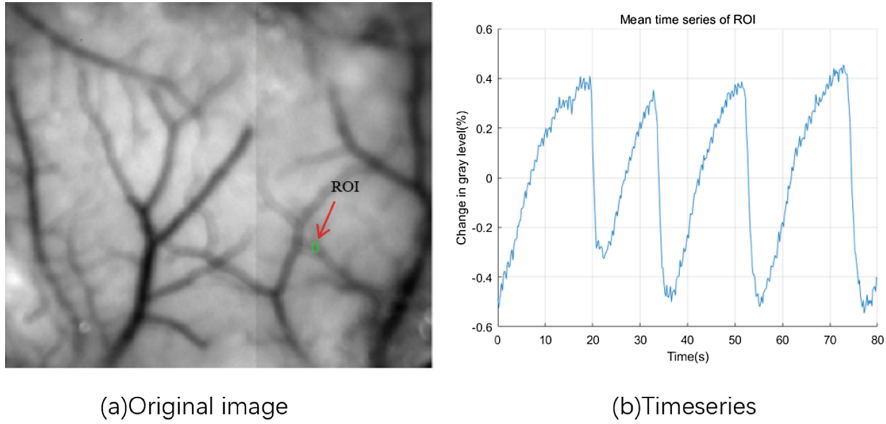 ROI
Mean time series of ROI
Change in gray level(%)
0.6
0.4
0.2
0
-0.2
-0.4
-0.6
0 10 20 30 40 50 60 70 80
Time(s)
(a)Original image
(b)Timeseries